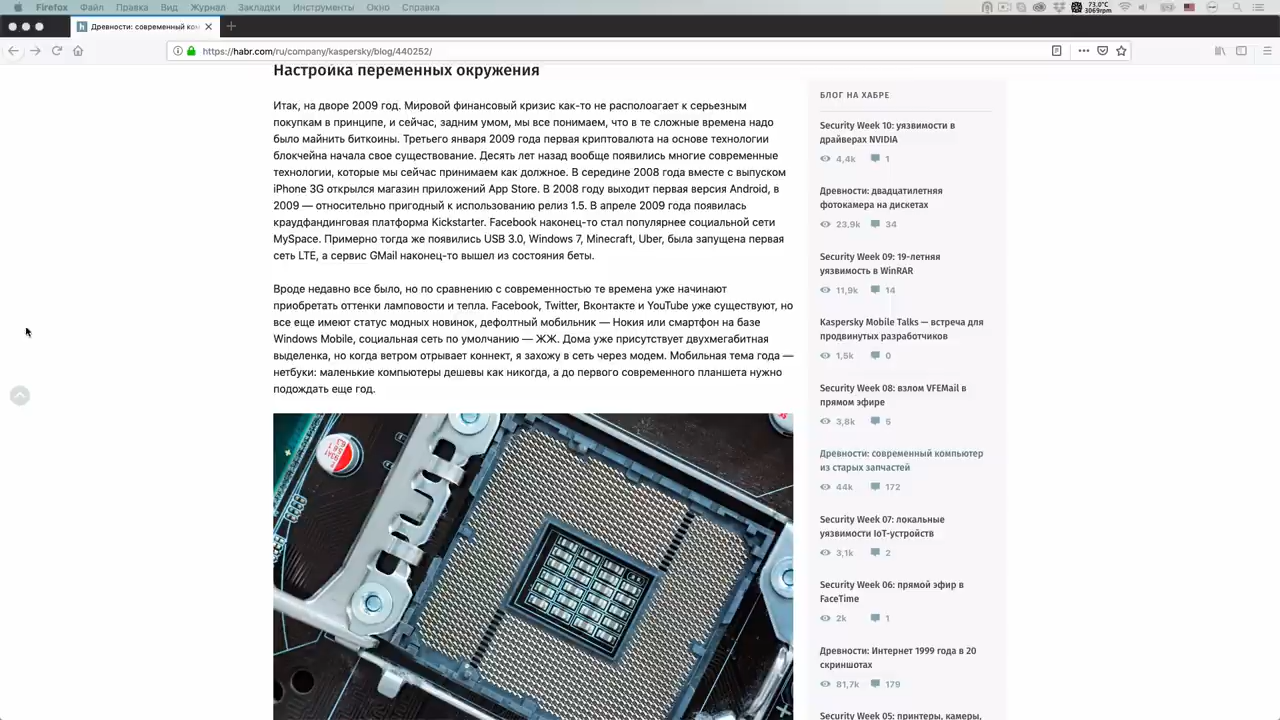 Firefox Файл Правка Вид Журнал Закладки Инструменты Окно Справка
73.0°C
3069rpm
Древности: современный ком
https://habr.com/ru/company/kaspersky/blog/440252/
Настройка переменных окружения
Итак, на дворе 2009 год. Мировой финансовый кризис как-то не располоагает к серьезным
покупкам в принципе, и сейчас, задним умом, мы все понимаем, что в те сложные времена надо
было майнить биткоины. Третьего января 2009 года первая криптовалюта на основе технологии
блокчейна начала свое существование. Десять лет назад вообще появились многие современные
технологии, которые мы сейчас принимаем как должное. В середине 2008 года вместе с выпуском
iPhone 3G открылся магазин приложений App Store. В 2008 году выходит первая версия Android, в
2009 — относительно пригодный к использованию релиз 1.5. В апреле 2009 года появилась
краудфандинговая платформа Kickstarter. Facebook наконец-то стал популярнее социальной сети
MySpace. Примерно тогда же появились USB 3.0, Windows 7, Minecraft, Uber, была запущена первая
сеть LTE, а сервис GMail наконец-то вышел из состояния беты.
Вроде недавно все было, но по сравнению с современностью те времена уже начинают
приобретать оттенки ламповости и тепла. Facebook, Twitter, Вконтакте и YouTube уже существуют, но
все еще имеют статус модных новинок, дефолтный мобильник — Нокия или смартфон на базе
Windows Mobile, социальная сеть по умолчанию — ЖЖ. Дома уже присутствует двухмегабитная
выделенка, но когда ветром отрывает коннект, я захожу в сеть через модем. Мобильная тема года —
нетбуки: маленькие компьютеры дешевы как никогда, а до первого современного планшета нужно
подождать еще год.
БЛОГ НА ХАБРЕ
Security Week 10: уязвимости в
драйверах NVIDIA
4,4k 1
Древности: двадцатилетняя
фотокамера на дискетах
23,9k 34
Security Week 09: 19-летняя
уязвимость в WinRAR
11,9k 14
Kaspersky Mobile Talks — встреча для
продвинутых разработчиков
1,5k 0
Security Week 08: взлом VFEMail в
прямом эфире
3,8k 5
Древности: современный компьютер
из старых запчастей
44k 172
Security Week 07: локальные
уязвимости IoT-устройств
3,1k 2
Security Week 06: прямой эфир в
FaceTime
2k 1
Древности: Интернет 1999 года в 20
скриншотах
81,7k 179
Security Week 05: принтеры, камеры,